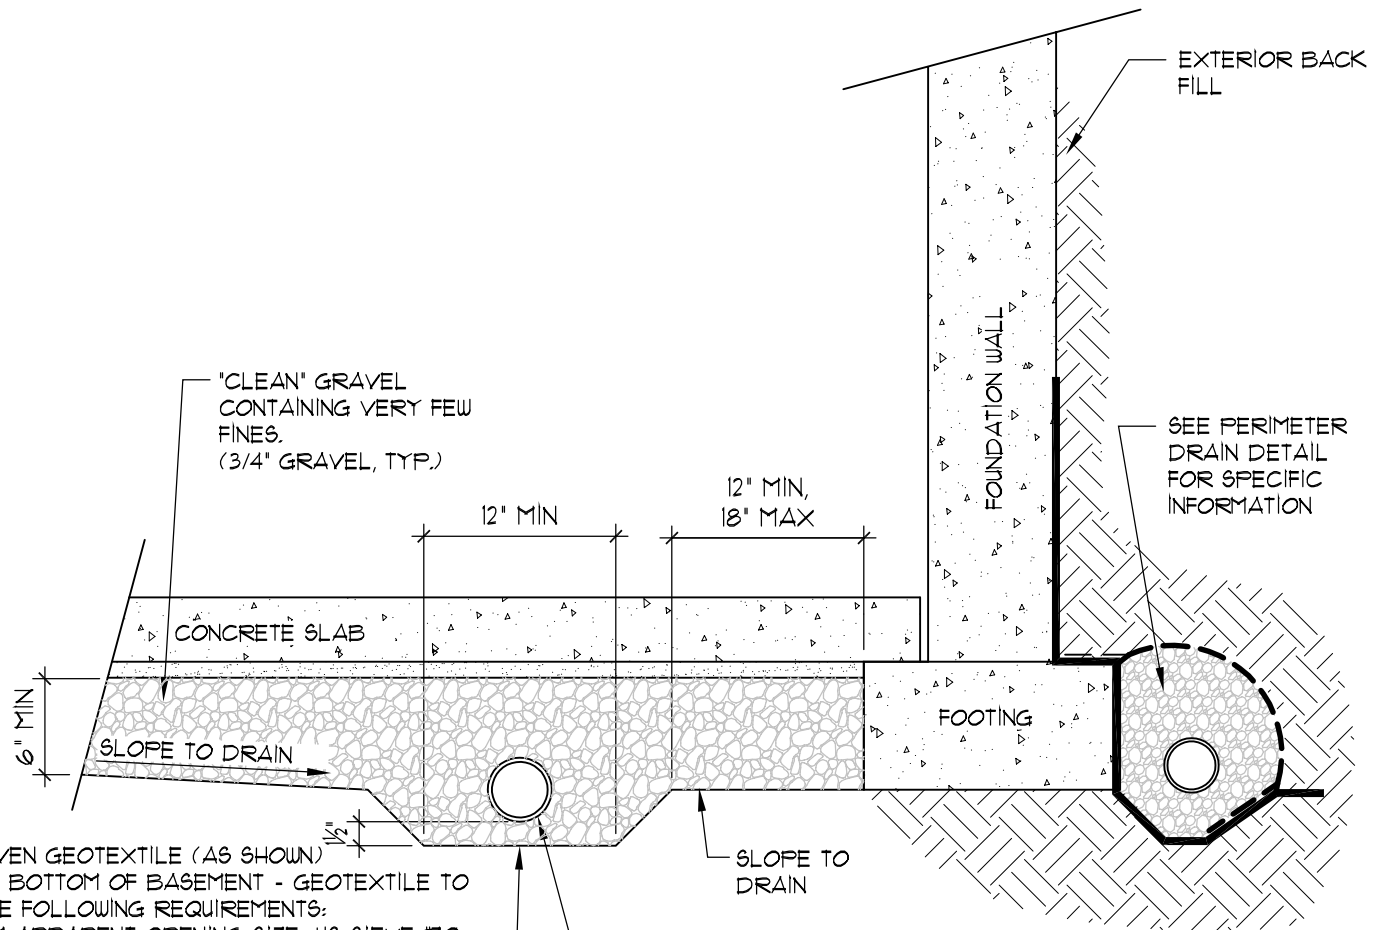 EXTERIOR BACK
FILL
"CLEAN" GRAVEL
CONTAINING VERY FEW
FINES.
(3/4" GRAVEL, TYP.)
FOUNDATION WALL
SEE PERIMETER
DRAIN DETAIL
FOR SPECIFIC
INFORMATION
12" MIN
12" MIN,
18" MAX
CONCRETE SLAB
6" MIN
SLOPE TO DRAIN
FOOTING
1½"
SLOPE TO
DRAIN
VEN GEOTEXTILE (AS SHOWN)
BOTTOM OF BASEMENT - GEOTEXTILE TO
E FOLLOWING REQUIREMENTS: